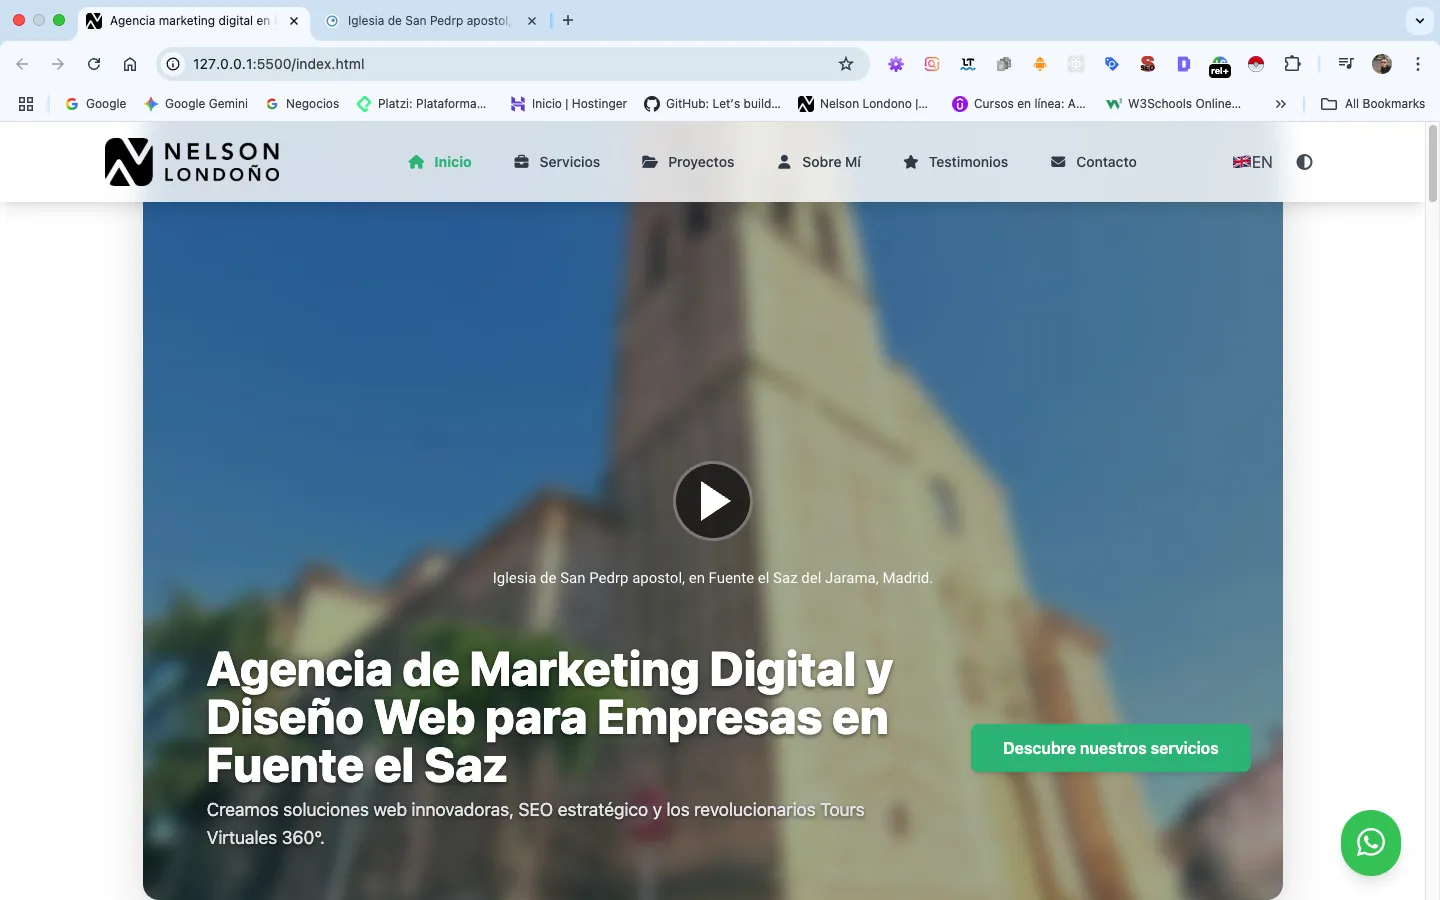 Agencia marketing digital en
Iglesia de San Pedrp apostol,
127.0.0.1:5500/index.html
rel+
Google
Google Gemini
Negocios
Platzi: Plataforma...
Inicio | Hostinger
GitHub: Let's build...
Nelson Londono |...
Cursos en línea: A...
W3Schools Online...
All Bookmarks
NELSON
LONDOÑO
Inicio
Servicios
Proyectos
Sobre Mí
Testimonios
Contacto
EN
Iglesia de San Pedrp apostol, en Fuente el Saz del Jarama, Madrid.
Agencia de Marketing Digital y
Diseño Web para Empresas en
Fuente el Saz
Descubre nuestros servicios
Creamos soluciones web innovadoras, SEO estratégico y los revolucionarios Tours
Virtuales 360º.